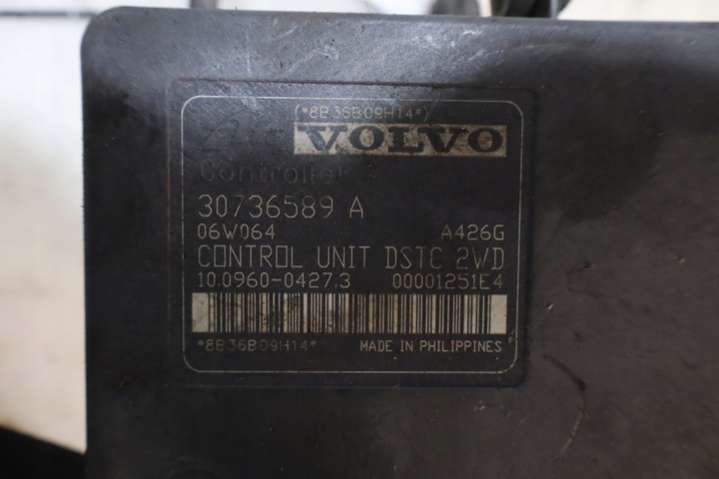 (*8B36B09H14*)
VOLVO
Controller
30736589 A
06W064 A426G
CONTROL UNIT DSTC 2WD
10.0960-0427.3 00001251E4
*8B36B09H14* MADE IN PHILIPPINES